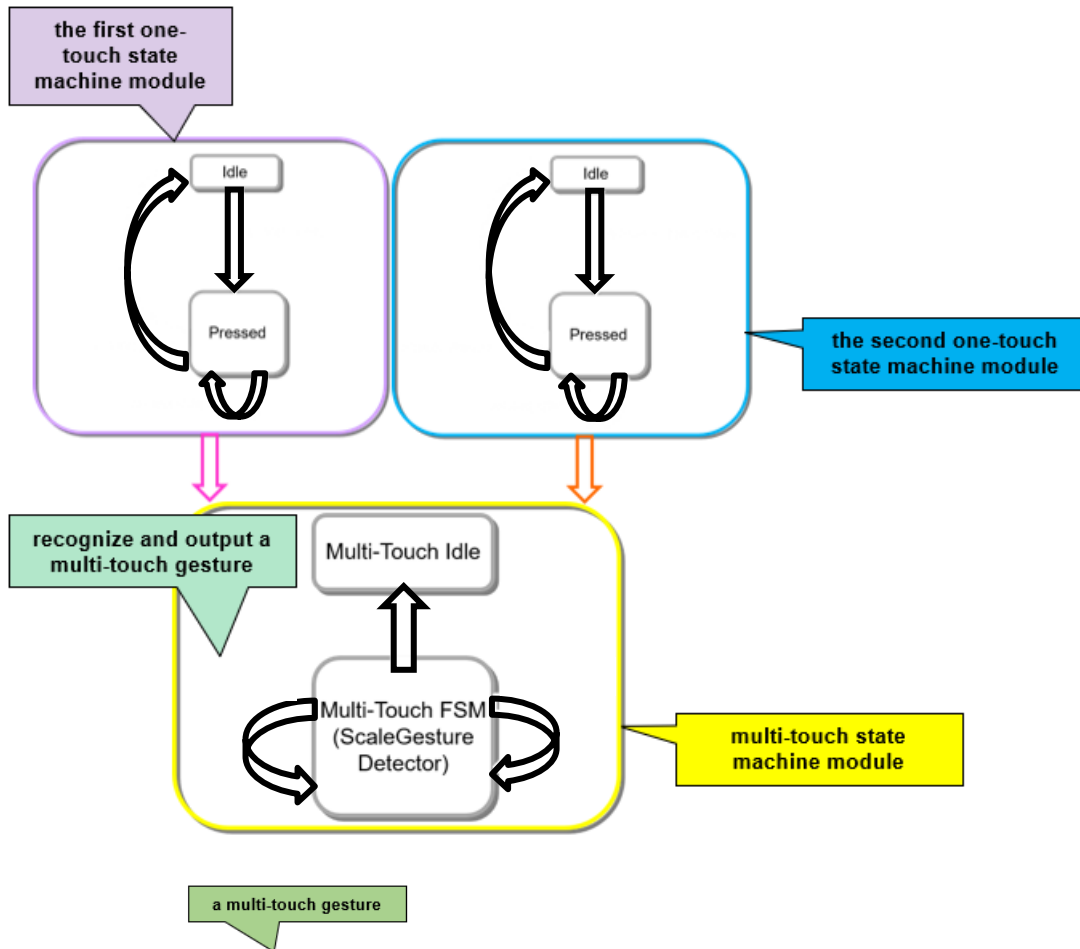 the first one-
touch state
machine module
Idle
Idle
Pressed
Pressed
the second one-touch
state machine module
recognize and output a
multi-touch gesture
Multi-Touch Idle
Multi-Touch FSM
(ScaleGesture
Detector)
multi-touch state
machine module
a multi-touch gesture